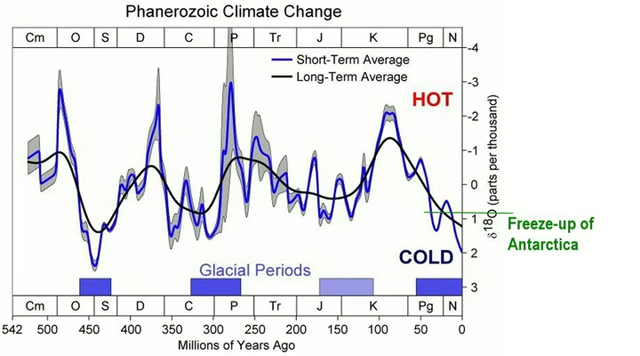 Phanerozoic Climate Change
Cm O S D C P Tr J K Pg N
Short-Term Average
Long-Term Average
HOT
COLD
Glacial Periods
-4
-3
-2
-1
0
1
2
3
δ18O (parts per thousand)
Freeze-up of
Antarctica
Cm O S D C P Tr J K Pg N
542 500 450 400 350 300 250 200 150 100 50 0
Millions of Years Ago